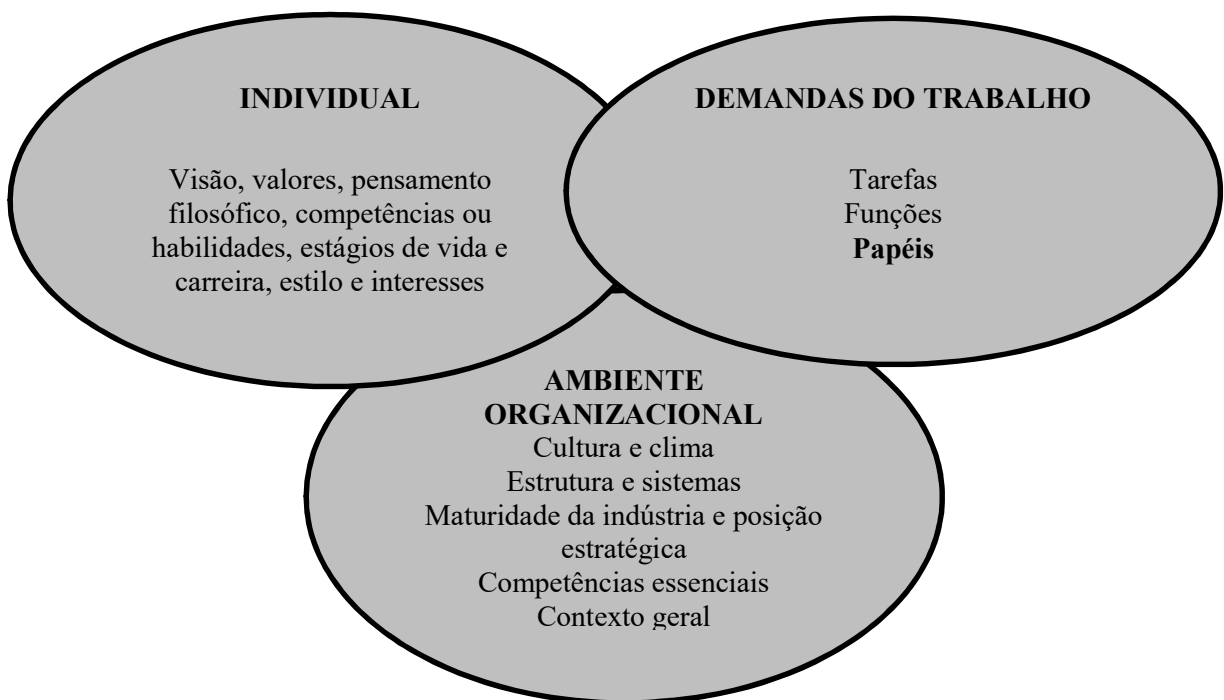 INDIVIDUAL
Visão, valores, pensamento
filosófico, competências ou
habilidades, estágios de vida e
carreira, estilo e interesses
DEMANDAS DO TRABALHO
Tarefas
Funções
Papéis
AMBIENTE
ORGANIZACIONAL
Cultura e clima
Estrutura e sistemas
Maturidade da indústria e posição
estratégica
Competências essenciais
Contexto geral